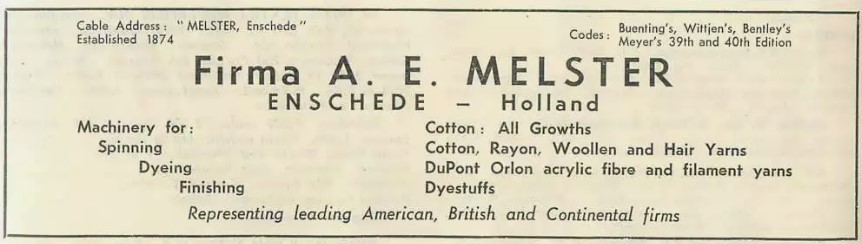 Cable Address: "MELSTER, Enschede"
Established 1874
Codes: Buenting's, Wittjen's, Bentley's
Meyer's 39th and 40th Edition
Firma A. E. MELSTER
ENSCHEDE – Holland
Machinery for:
Spinning
Dyeing
Finishing
Cotton: All Growths
Cotton, Rayon, Woollen and Hair Yarns
DuPont Orlon acrylic fibre and filament yarns
Dyestuffs
Representing leading American, British and Continental firms